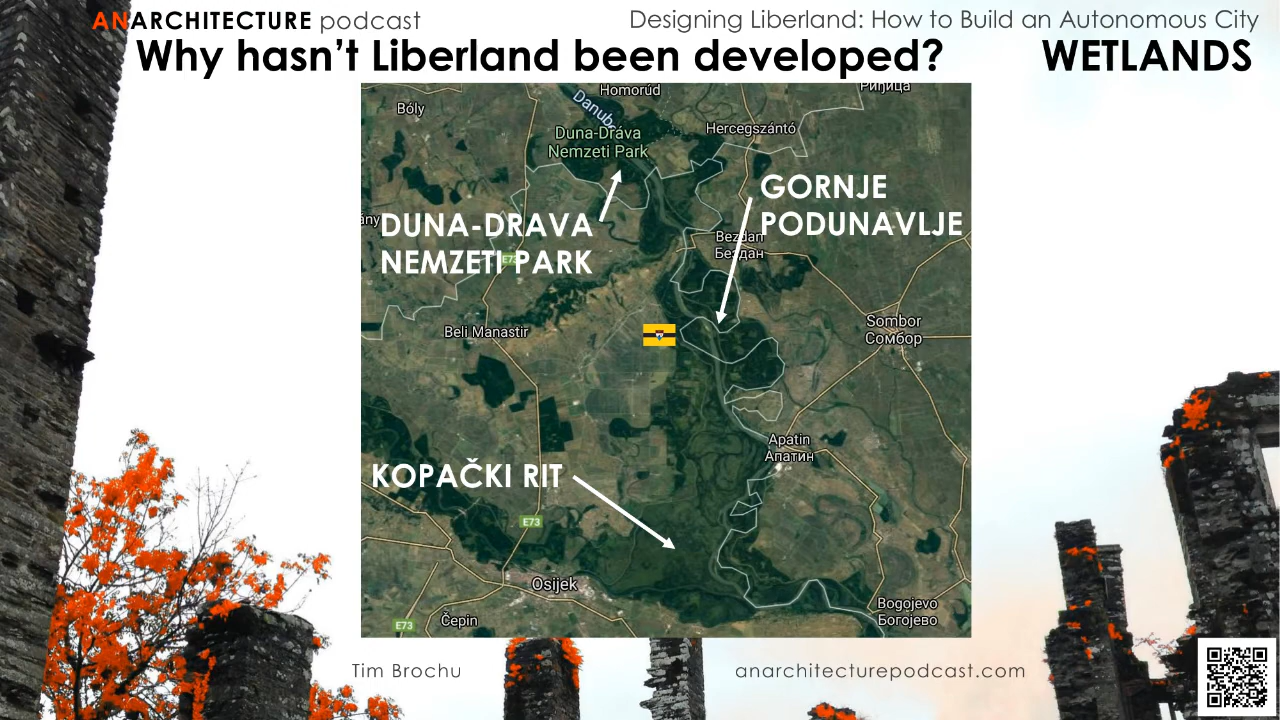 ANARCHITECTURE podcast
Designing Liberland: How to Build an Autonomous City
Why hasn't Liberland been developed?
WETLANDS
Homorúd
Риђица
Bóly
Danub
Duna-Dráva
Nemzeti Park
Hercegszántó
GORNJE
PODUNAVLJE
ány
DUNA-DRAVA
NEMZETI PARK
E73
Bezdan
Бездан
Beli Manastir
Sombor
Сомбор
Apatin
Апатин
KOPAČKI RIT
E73
Osijek
Bogojevo
Богојево
E73
Čepin
Tim Brochu
anarchitecturepodcast.com